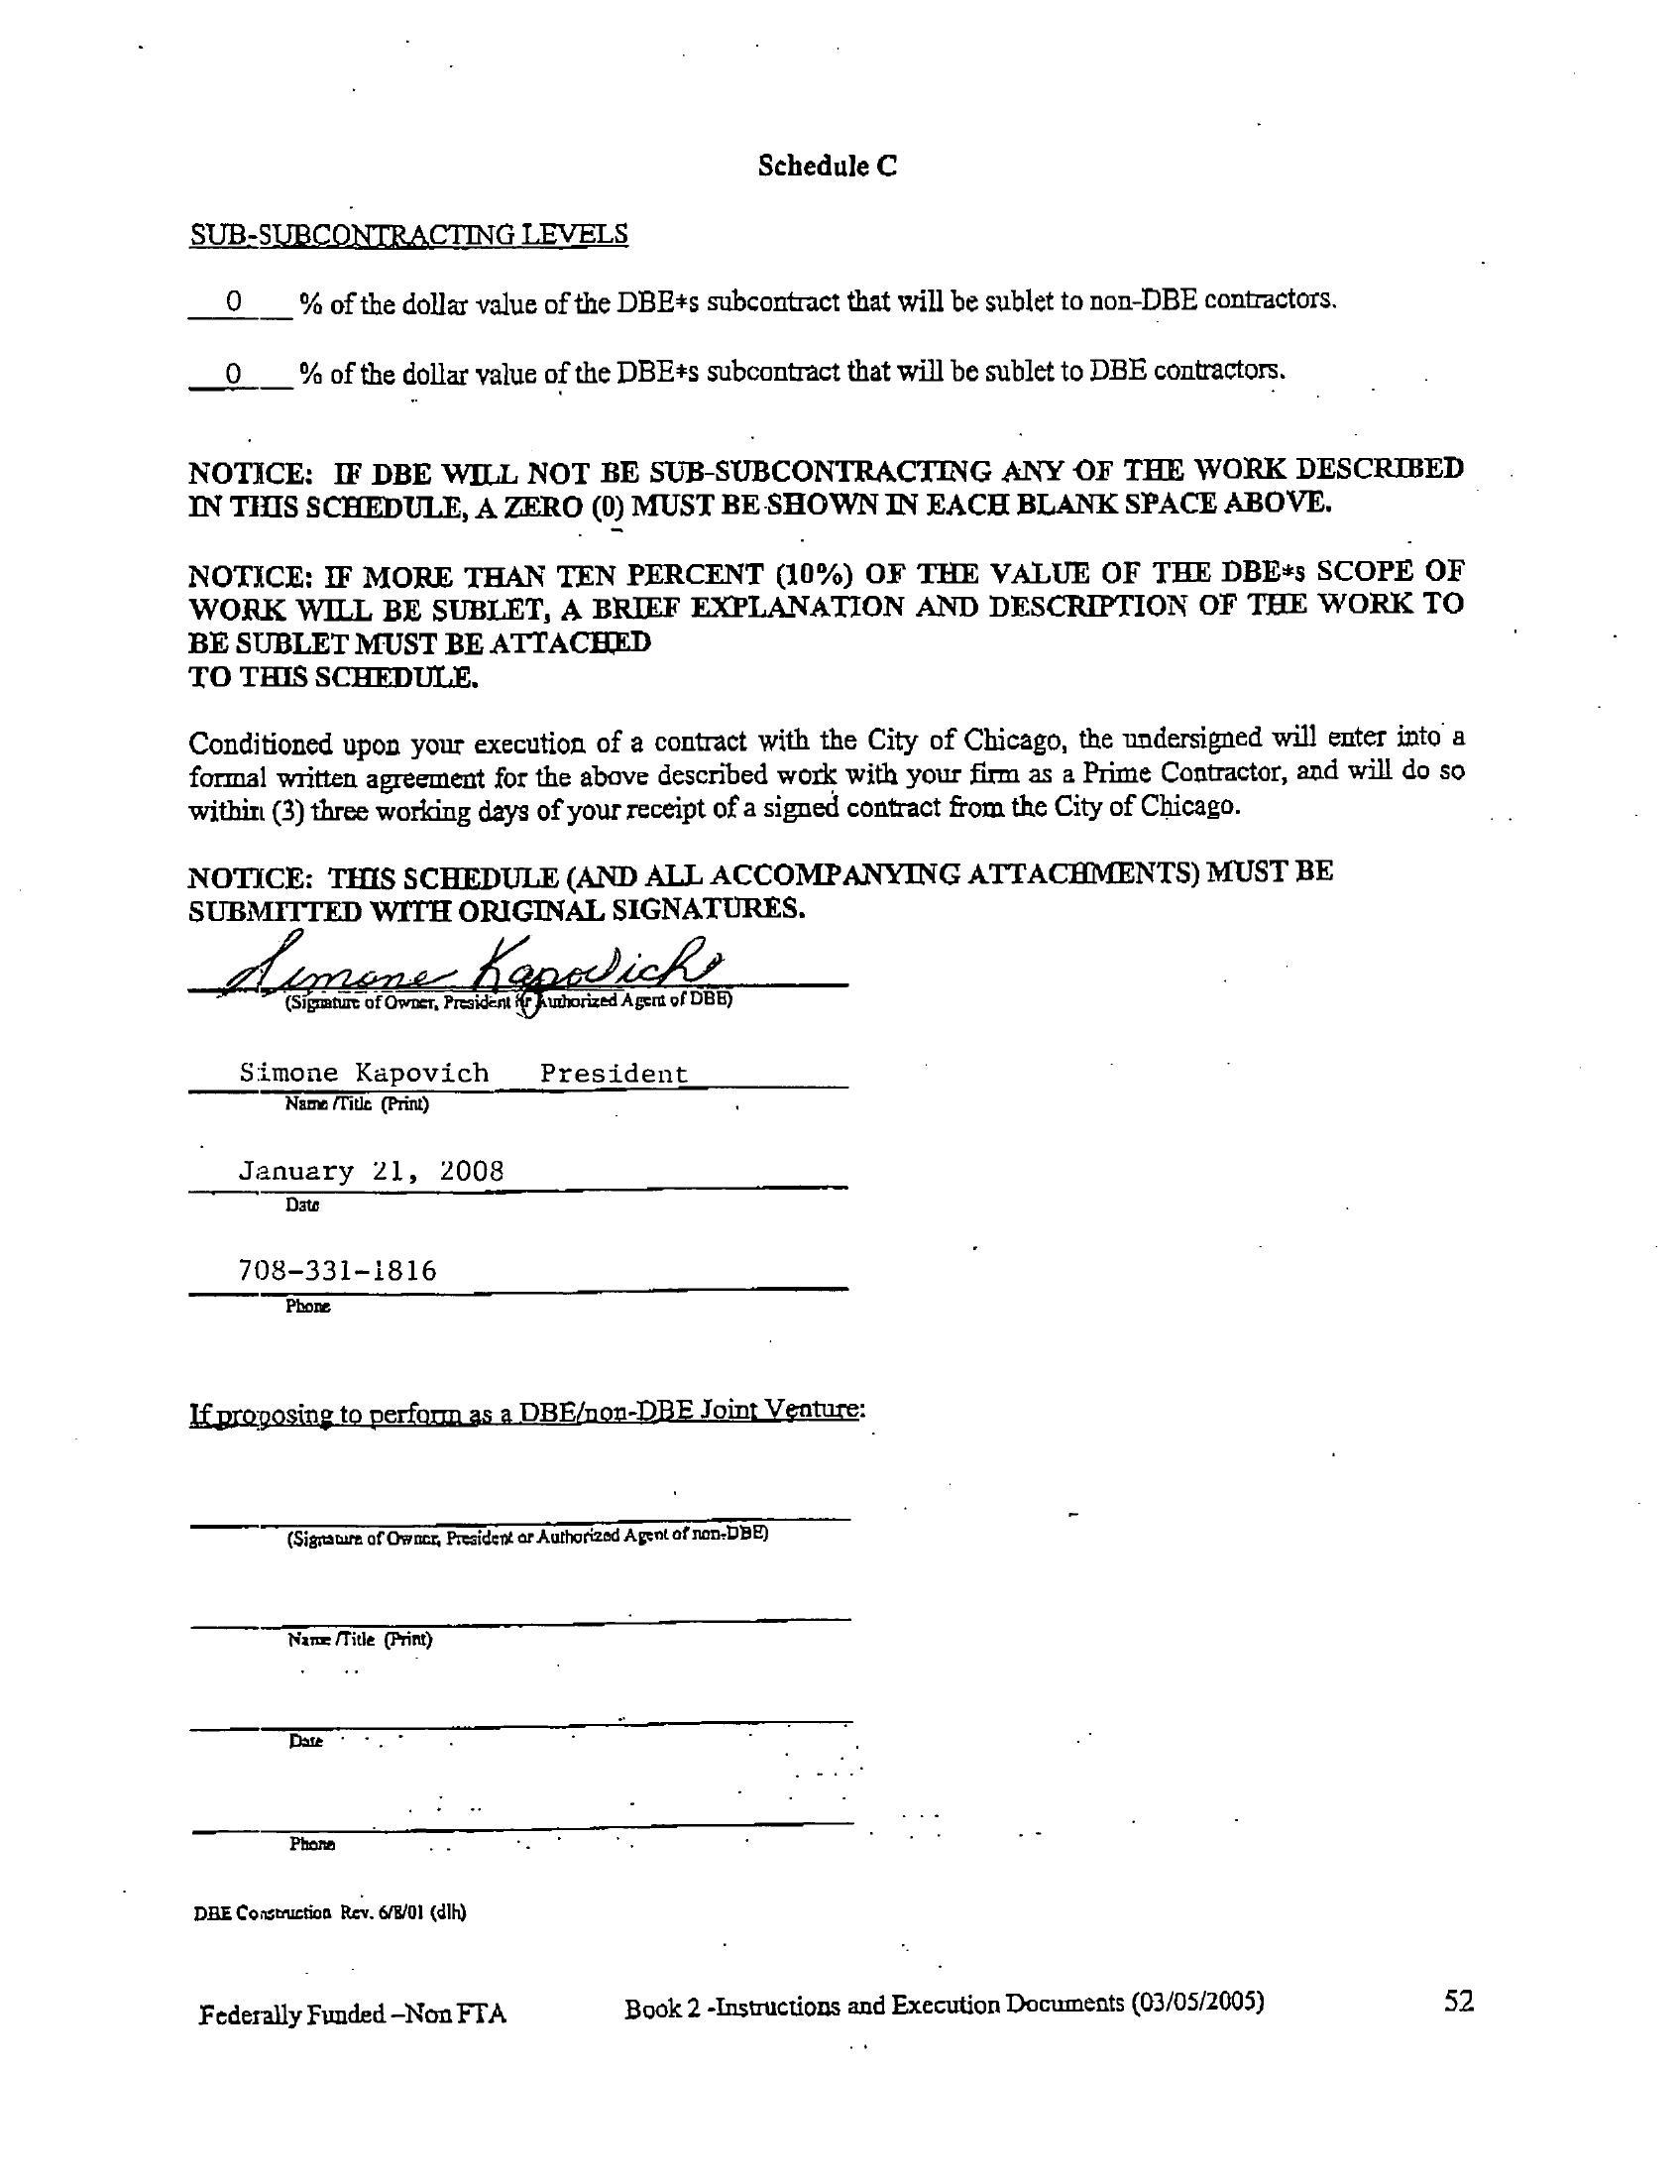 Schedule C
SUB-SUBCONTRACTING LEVELS
0 % of the dollar value of the DBE*s subcontract that will be sublet to non-DBE contractors.
0 % of the dollar value of the DBE*s subcontract that will be sublet to DBE contractors.
NOTICE: IF DBE WILL NOT BE SUB-SUBCONTRACTING ANY OF THE WORK DESCRIBED
IN THIS SCHEDULE, A ZERO (0) MUST BE SHOWN IN EACH BLANK SPACE ABOVE.
NOTICE: IF MORE THAN TEN PERCENT (10%) OF THE VALUE OF THE DBE*s SCOPE OF
WORK WILL BE SUBLET, A BRIEF EXPLANATION AND DESCRIPTION OF THE WORK TO
BE SUBLET MUST BE ATTACHED
TO THIS SCHEDULE.
Conditioned upon your execution of a contract with the City of Chicago, the undersigned will enter into a
formal written agreement for the above described work with your firm as a Prime Contractor, and will do so
within (3) three working days of your receipt of a signed contract from the City of Chicago.
NOTICE: THIS SCHEDULE (AND ALL ACCOMPANYING ATTACHMENTS) MUST BE
SUBMITTED WITH ORIGINAL SIGNATURES.
Simone Kapovich
(Signature of Owner, President or Authorized Agent of DBE)
Simone Kapovich President
Name /Title (Print)
January 21, 2008
Date
708-331-1816
Phone
If proposing to perform as a DBE/non-DBE Joint Venture:
(Signature of Owner, President or Authorized Agent of non-DBE)
Name /Title (Print)
Date
Phone
DBE Construction Rev. 6/8/01 (dlh)
Federally Funded –Non FTA Book 2 -Instructions and Execution Documents (03/05/2005) 52